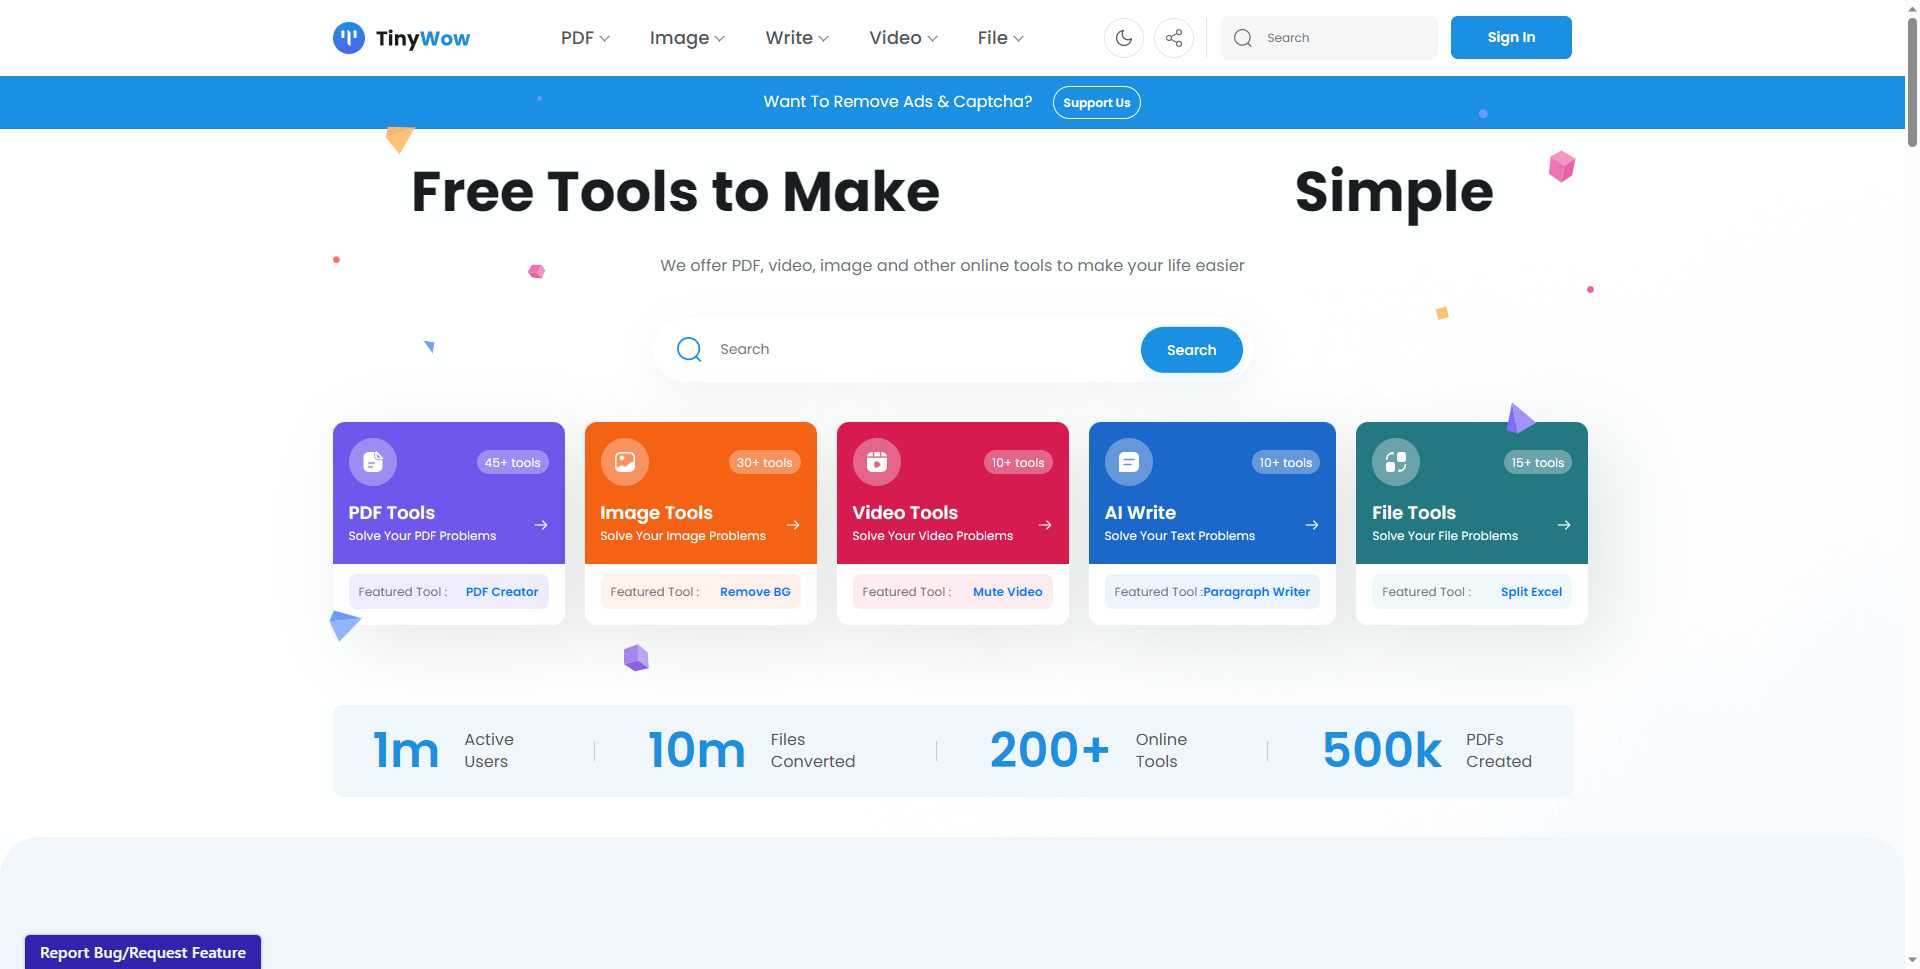 TinyWow
PDF
Image
Write
Video
File
Search
Sign In
Want To Remove Ads & Captcha?
Support Us
Free Tools to Make
Simple
We offer PDF, video, image and other online tools to make your life easier
Search
Search
45+ tools
PDF Tools
Solve Your PDF Problems
Featured Tool :
PDF Creator
30+ tools
Image Tools
Solve Your Image Problems
Featured Tool :
Remove BG
10+ tools
Video Tools
Solve Your Video Problems
Featured Tool :
Mute Video
10+ tools
AI Write
Solve Your Text Problems
Featured Tool :
Paragraph Writer
15+ tools
File Tools
Solve Your File Problems
Featured Tool :
Split Excel
1m
Active
Users
10m
Files
Converted
200+
Online
Tools
500k
PDFs
Created
Report Bug/Request Feature